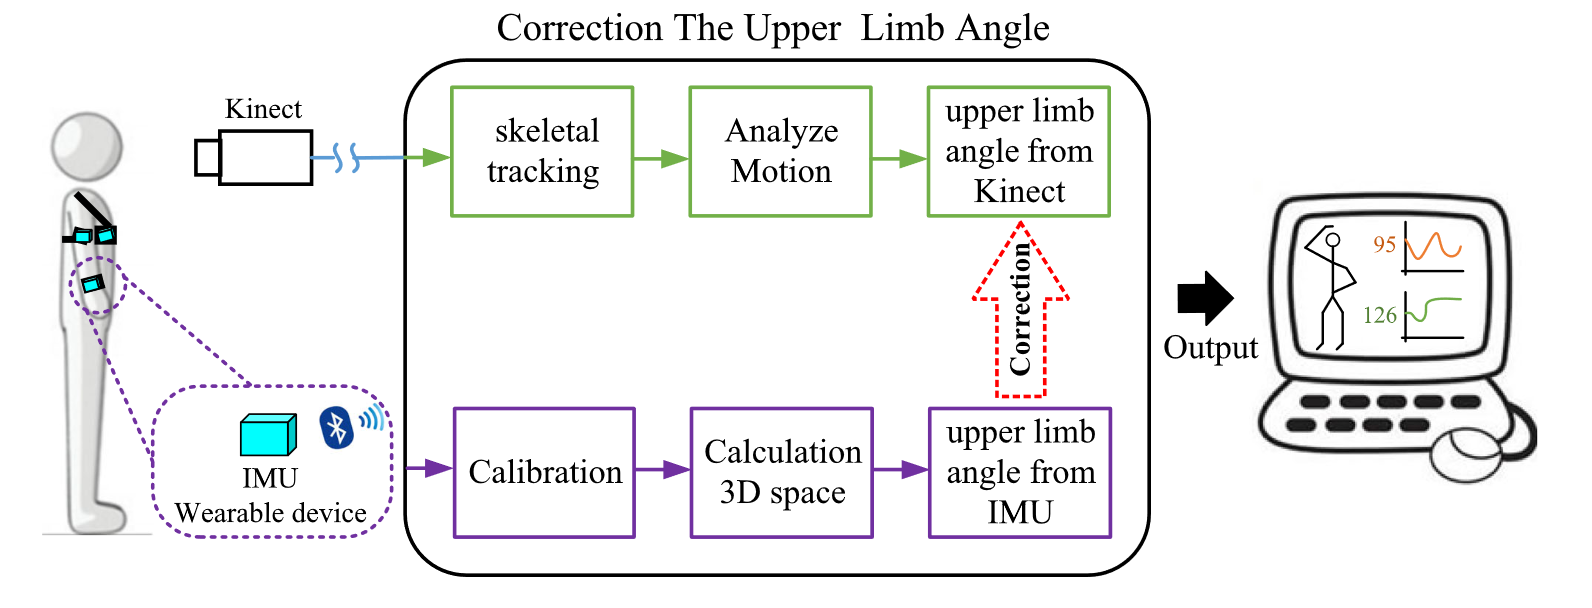 Correction The Upper Limb Angle
Kinect
skeletal
tracking
Analyze
Motion
upper limb
angle from
Kinect
Correction
95
126
Output
IMU
Wearable device
Calibration
Calculation
3D space
upper limb
angle from
IMU